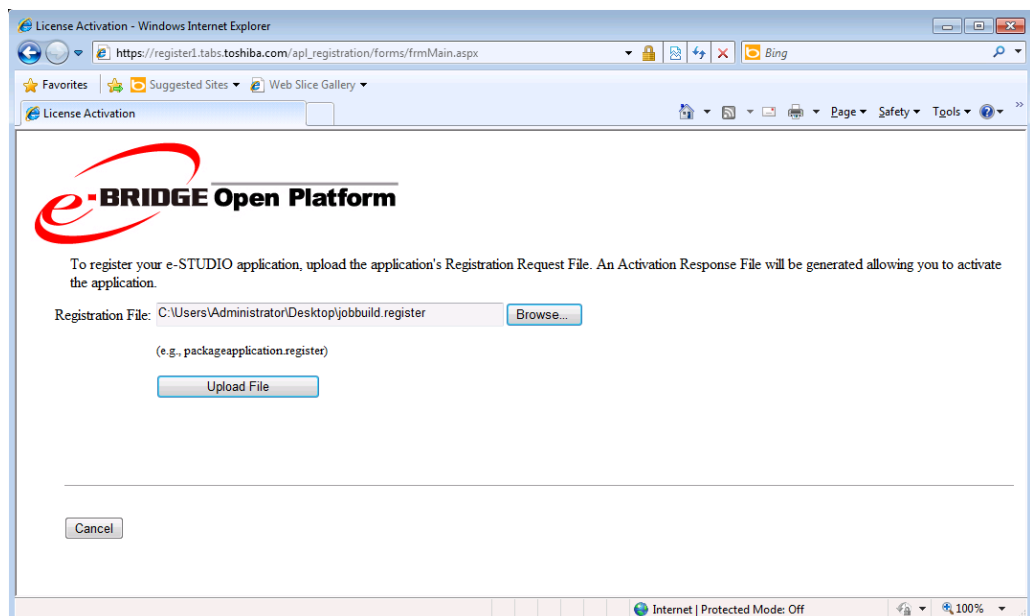 License Activation - Windows Internet Explorer
https://register1.tabs.toshiba.com/apl_registration/forms/frmMain.aspx
Bing
Favorites Suggested Sites Web Slice Gallery
License Activation Page Safety Tools »
e-BRIDGE Open Platform
To register your e-STUDIO application, upload the application's Registration Request File. An Activation Response File will be generated allowing you to activate
the application.
Registration File: C:\Users\Administrator\Desktop\jobbuild.register Browse...
(e.g., packageapplication.register)
Upload File
Cancel
Internet | Protected Mode: Off 100%